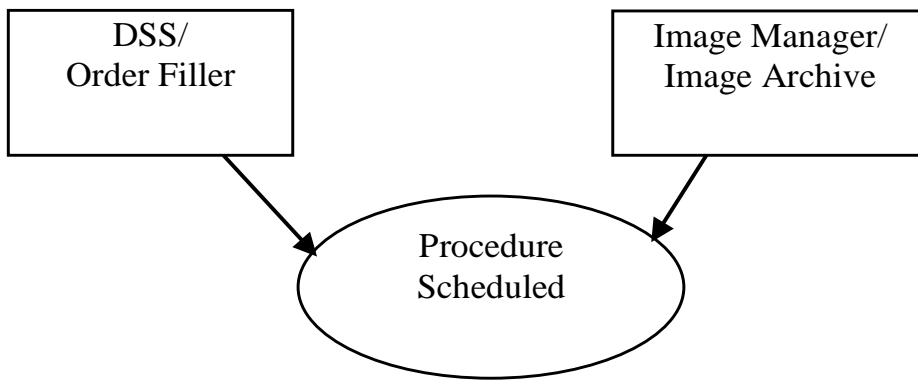 DSS/
Order Filler
Image Manager/
Image Archive
Procedure
Scheduled